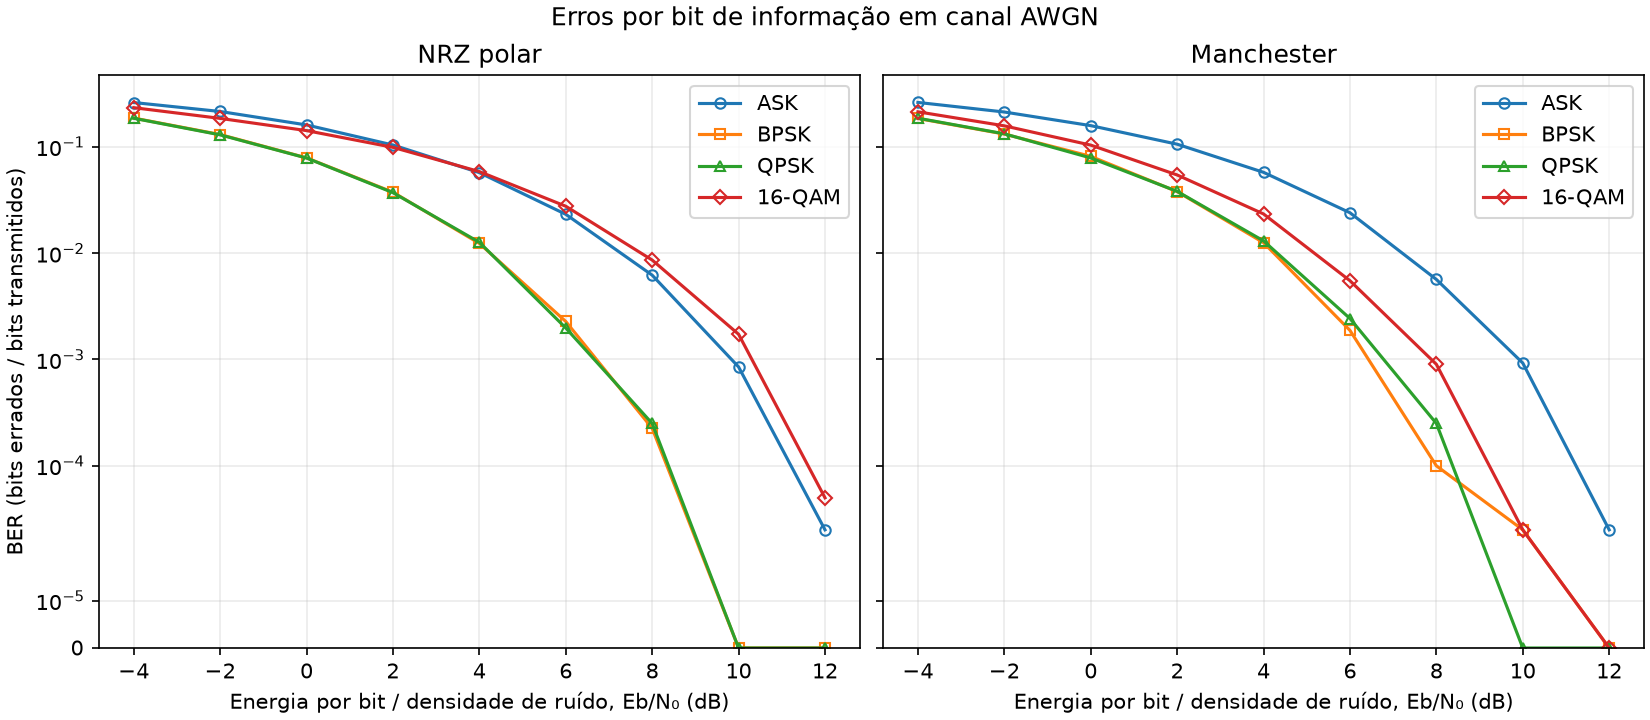 Erros por bit de informação em canal AWGN
NRZ polar
BER (bits errados / bits transmitidos)
10⁻¹
10⁻²
10⁻³
10⁻⁴
10⁻⁵
0
ASK
BPSK
QPSK
16-QAM
−4 −2 0 2 4 6 8 10 12
Energia por bit / densidade de ruído, Eb/N₀ (dB)
Manchester
ASK
BPSK
QPSK
16-QAM
−4 −2 0 2 4 6 8 10 12
Energia por bit / densidade de ruído, Eb/N₀ (dB)